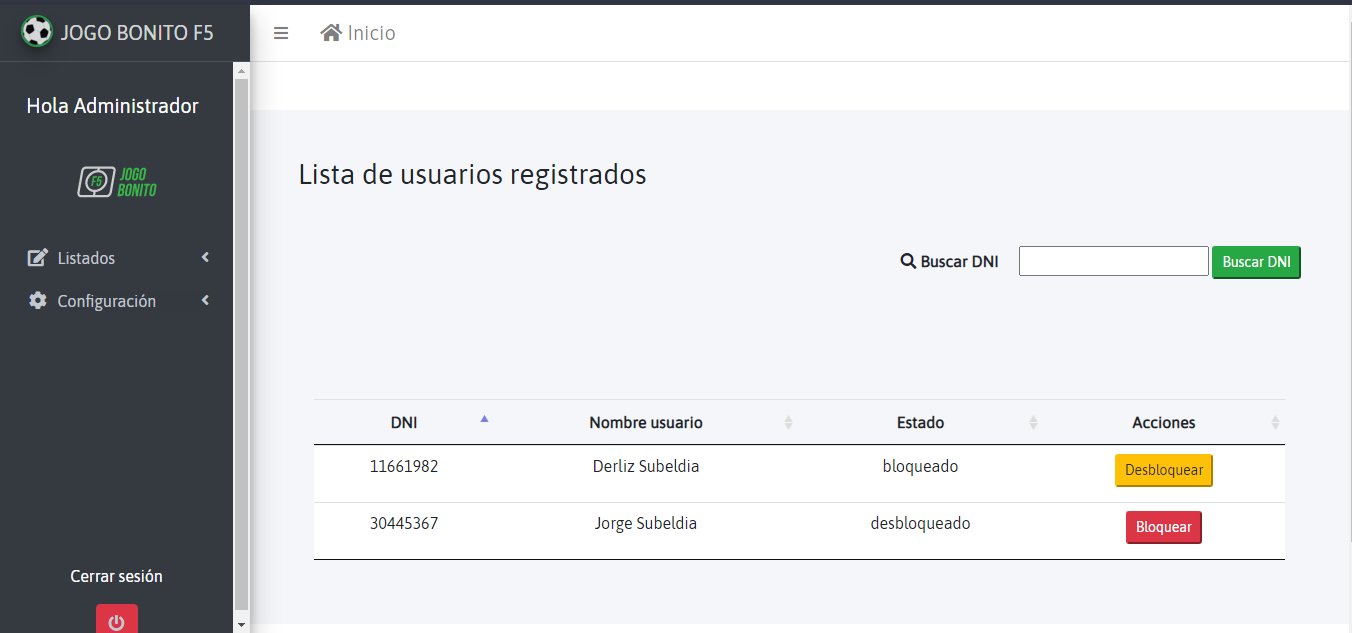 JOGO BONITO F5
Inicio
Hola Administrador
F5 JOGO
BONITO
Listados
Configuración
Cerrar sesión
Lista de usuarios registrados
Buscar DNI
Buscar DNI
DNI Nombre usuario Estado Acciones
11661982 Derliz Subeldia bloqueado Desbloquear
30445367 Jorge Subeldia desbloqueado Bloquear